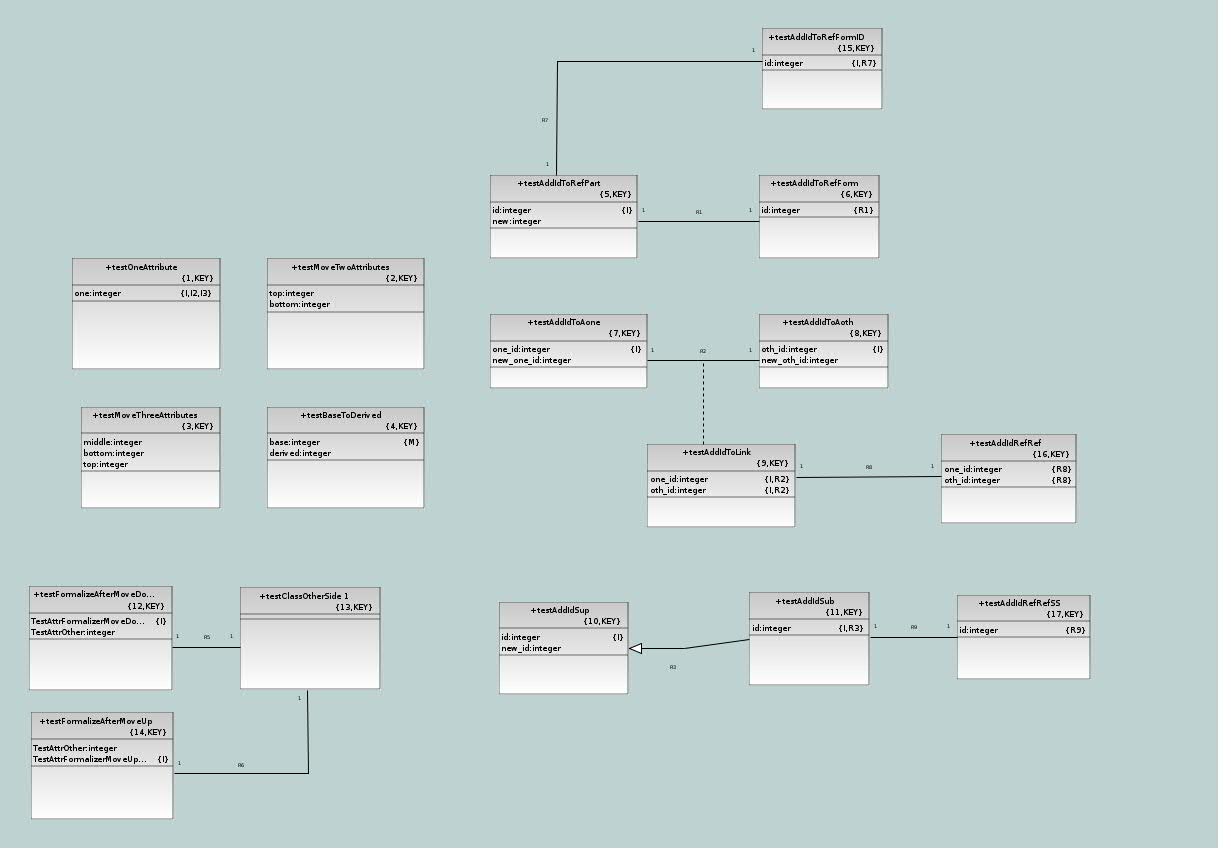 +testAddIdToRefFormID
{15,KEY}
id:integer {I,R7}
1
R7
1
+testAddIdToRefPart
{5,KEY}
id:integer {I}
new:integer
1
R1
1
+testAddIdToRefForm
{6,KEY}
id:integer {R1}
+testOneAttribute
{1,KEY}
one:integer {I,I2,I3}
+testMoveTwoAttributes
{2,KEY}
top:integer
bottom:integer
+testAddIdToAone
{7,KEY}
one_id:integer {I}
new_one_id:integer
1
R2
1
+testAddIdToAoth
{8,KEY}
oth_id:integer {I}
new_oth_id:integer
+testMoveThreeAttributes
{3,KEY}
middle:integer
bottom:integer
top:integer
+testBaseToDerived
{4,KEY}
base:integer {M}
derived:integer
+testAddIdToLink
{9,KEY}
one_id:integer {I,R2}
oth_id:integer {I,R2}
1
R8
1
+testAddIdRefRef
{16,KEY}
one_id:integer {R8}
oth_id:integer {R8}
+testFormalizeAfterMoveDo...
{12,KEY}
TestAttrFormalizerMoveDo... {I}
TestAttrOther:integer
1
R5
1
+testClassOtherSide 1
{13,KEY}
1
+testAddIdSup
{10,KEY}
id:integer {I}
new_id:integer
R3
+testAddIdSub
{11,KEY}
id:integer {I,R3}
1
R9
1
+testAddIdRefRefSS
{17,KEY}
id:integer {R9}
+testFormalizeAfterMoveUp
{14,KEY}
TestAttrOther:integer
TestAttrFormalizerMoveUp... {I}
1
R6